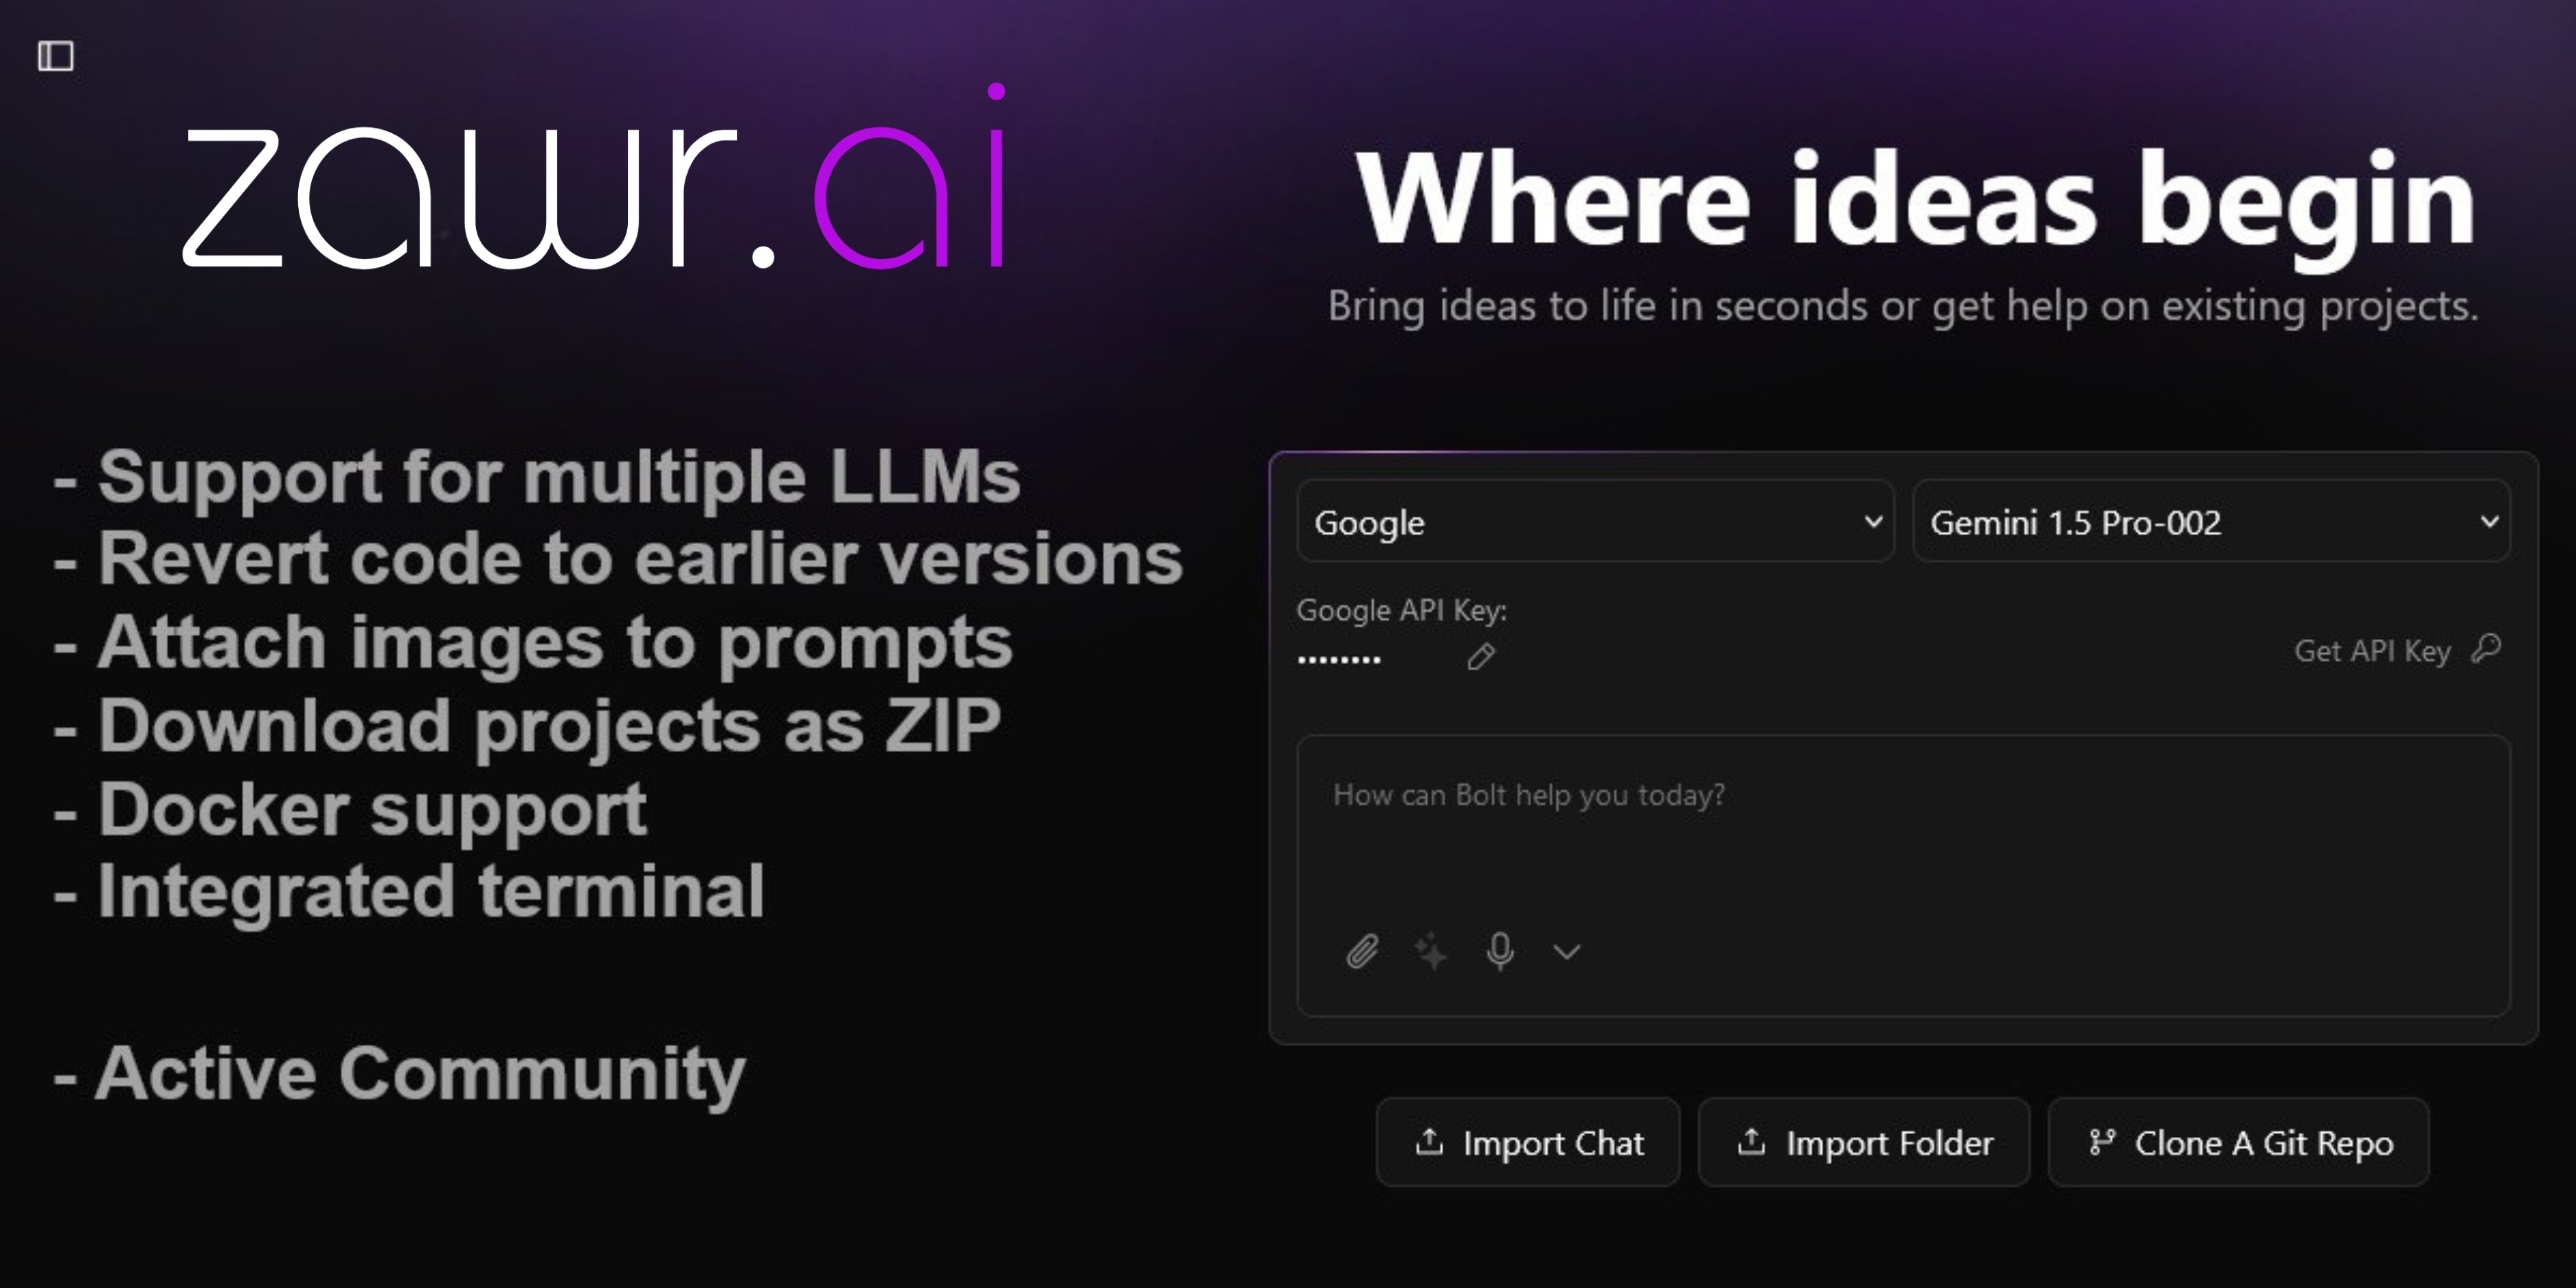 zawr.ai
Where ideas begin
Bring ideas to life in seconds or get help on existing projects.
- Support for multiple LLMs
- Revert code to earlier versions
- Attach images to prompts
- Download projects as ZIP
- Docker support
- Integrated terminal
- Active Community
Google
Gemini 1.5 Pro-002
Google API Key:
••••••••
Get API Key
How can Bolt help you today?
Import Chat
Import Folder
Clone A Git Repo